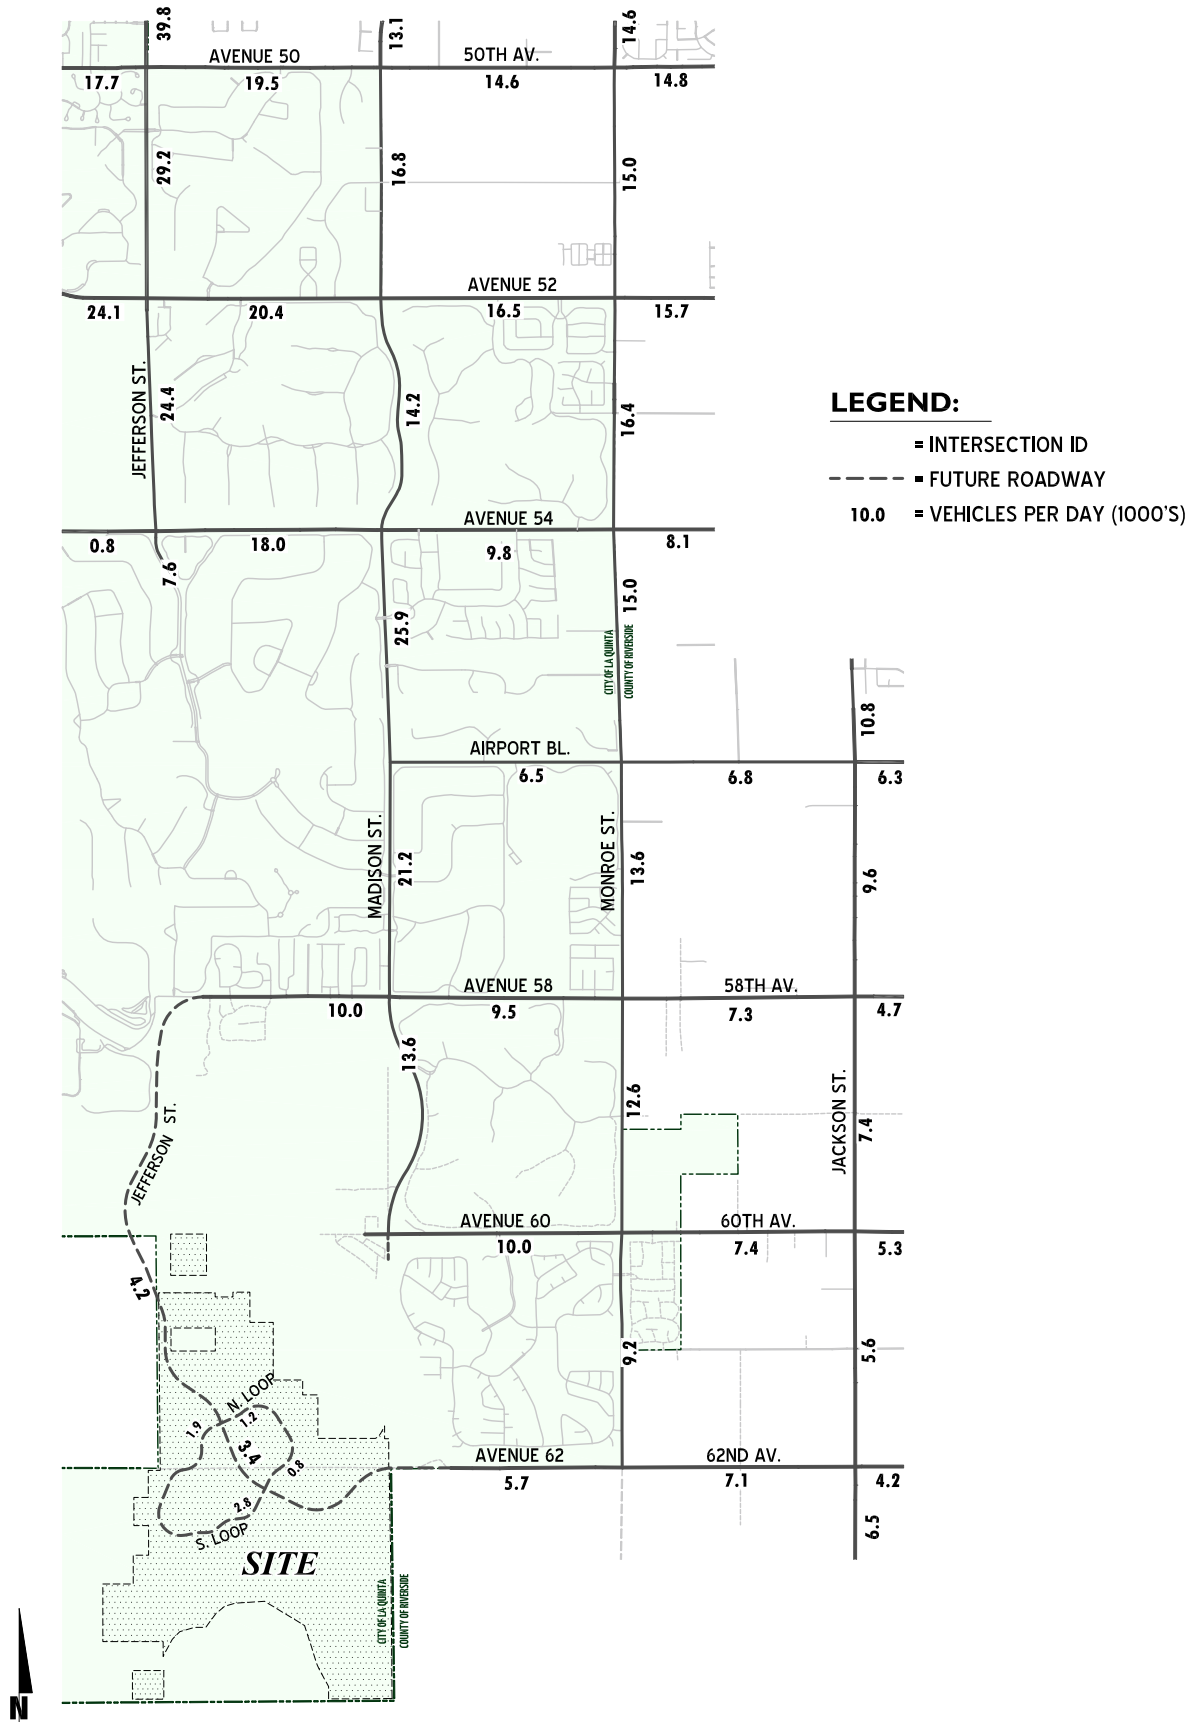 39.8
13.1
14.6
AVENUE 50
50TH AV.
17.7
19.5
14.6
14.8
29.2
16.8
15.0
AVENUE 52
24.1
20.4
16.5
15.7
JEFFERSON ST.
24.4
14.2
16.4
LEGEND:
= INTERSECTION ID
= FUTURE ROADWAY
10.0 = VEHICLES PER DAY (1000'S)
AVENUE 54
0.8
18.0
9.8
8.1
7.6
25.9
15.0
CITY OF LA QUINTA
COUNTY OF RIVERSIDE
10.8
AIRPORT BL.
6.5
6.8
6.3
MADISON ST.
21.2
MONROE ST.
13.6
9.6
AVENUE 58
58TH AV.
10.0
9.5
7.3
4.7
13.6
12.6
JEFFERSON ST.
JACKSON ST.
7.4
AVENUE 60
60TH AV.
10.0
7.4
5.3
4.2
9.2
5.6
N. LOOP
1.9
1.2
3.4
0.8
AVENUE 62
62ND AV.
5.7
7.1
4.2
2.8
S. LOOP
6.5
SITE
CITY OF LA QUINTA
COUNTY OF RIVERSIDE
N